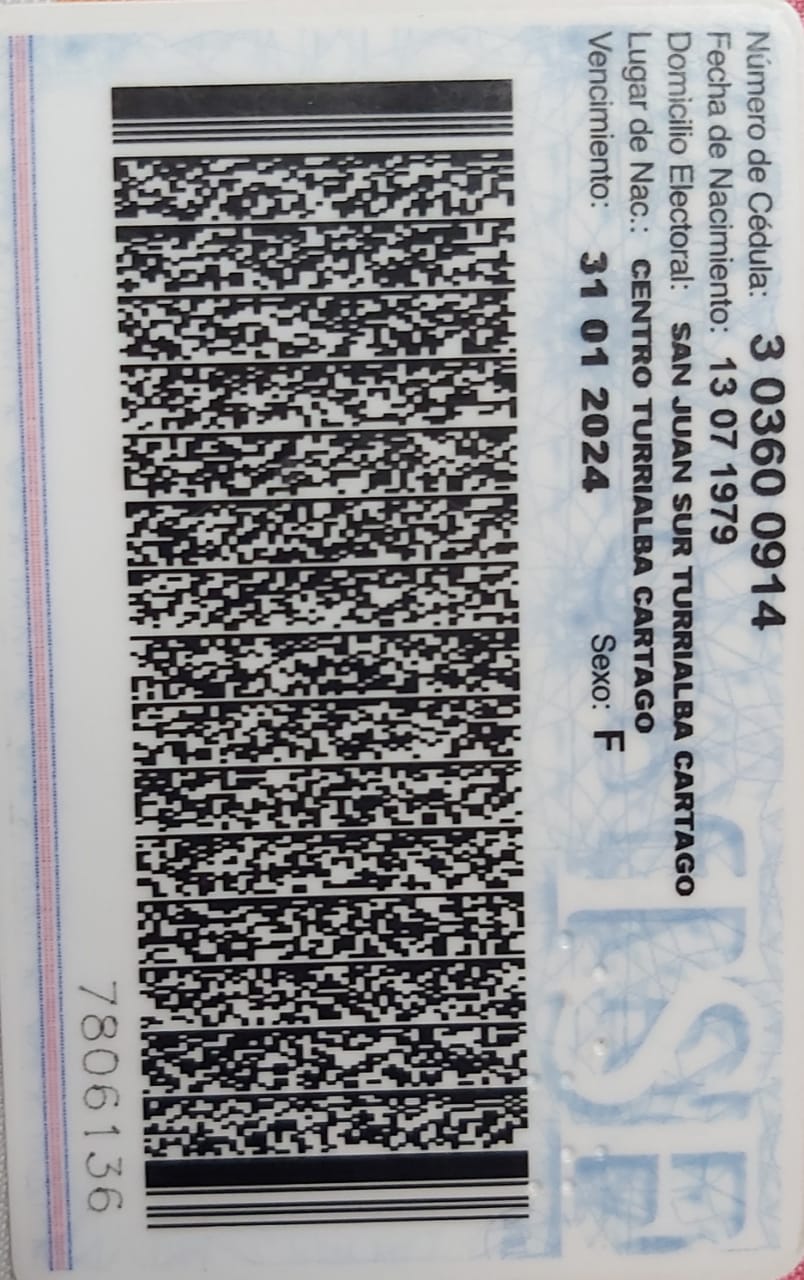 Número de Cédula: 3 0360 0914
Fecha de Nacimiento: 13 07 1979
Domicilio Electoral: SAN JUAN SUR TURRIALBA CARTAGO
Lugar de Nac.: CENTRO TURRIALBA CARTAGO
Vencimiento: 31 01 2024 Sexo: F
TSE
7806136